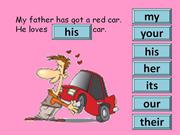 My father has got a red car.
He loves his car.
my
your
his
her
its
our
their